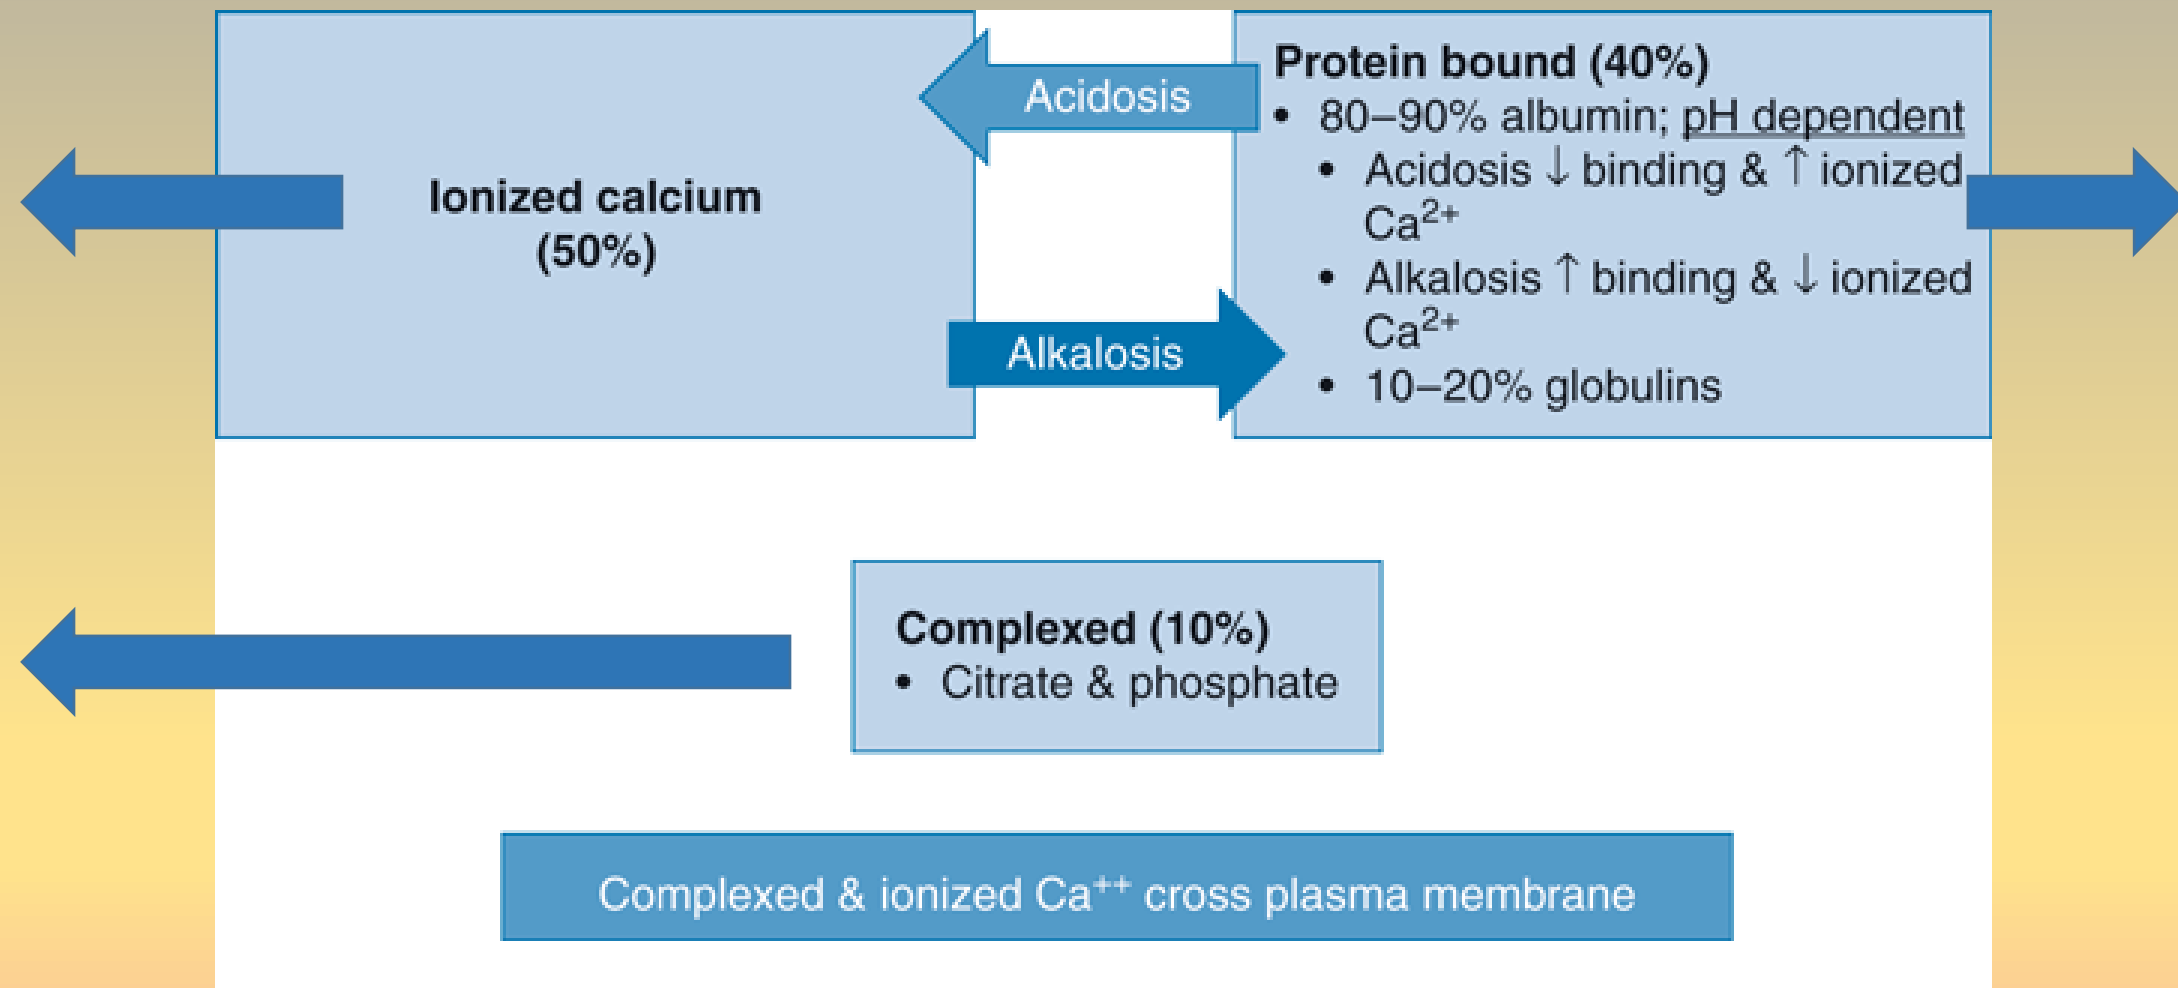 Ionized calcium
(50%)
Acidosis
Alkalosis
Protein bound (40%)
• 80–90% albumin; pH dependent
• Acidosis ↓ binding & ↑ ionized
Ca²⁺
• Alkalosis ↑ binding & ↓ ionized
Ca²⁺
• 10–20% globulins
Complexed (10%)
• Citrate & phosphate
Complexed & ionized Ca⁺⁺ cross plasma membrane